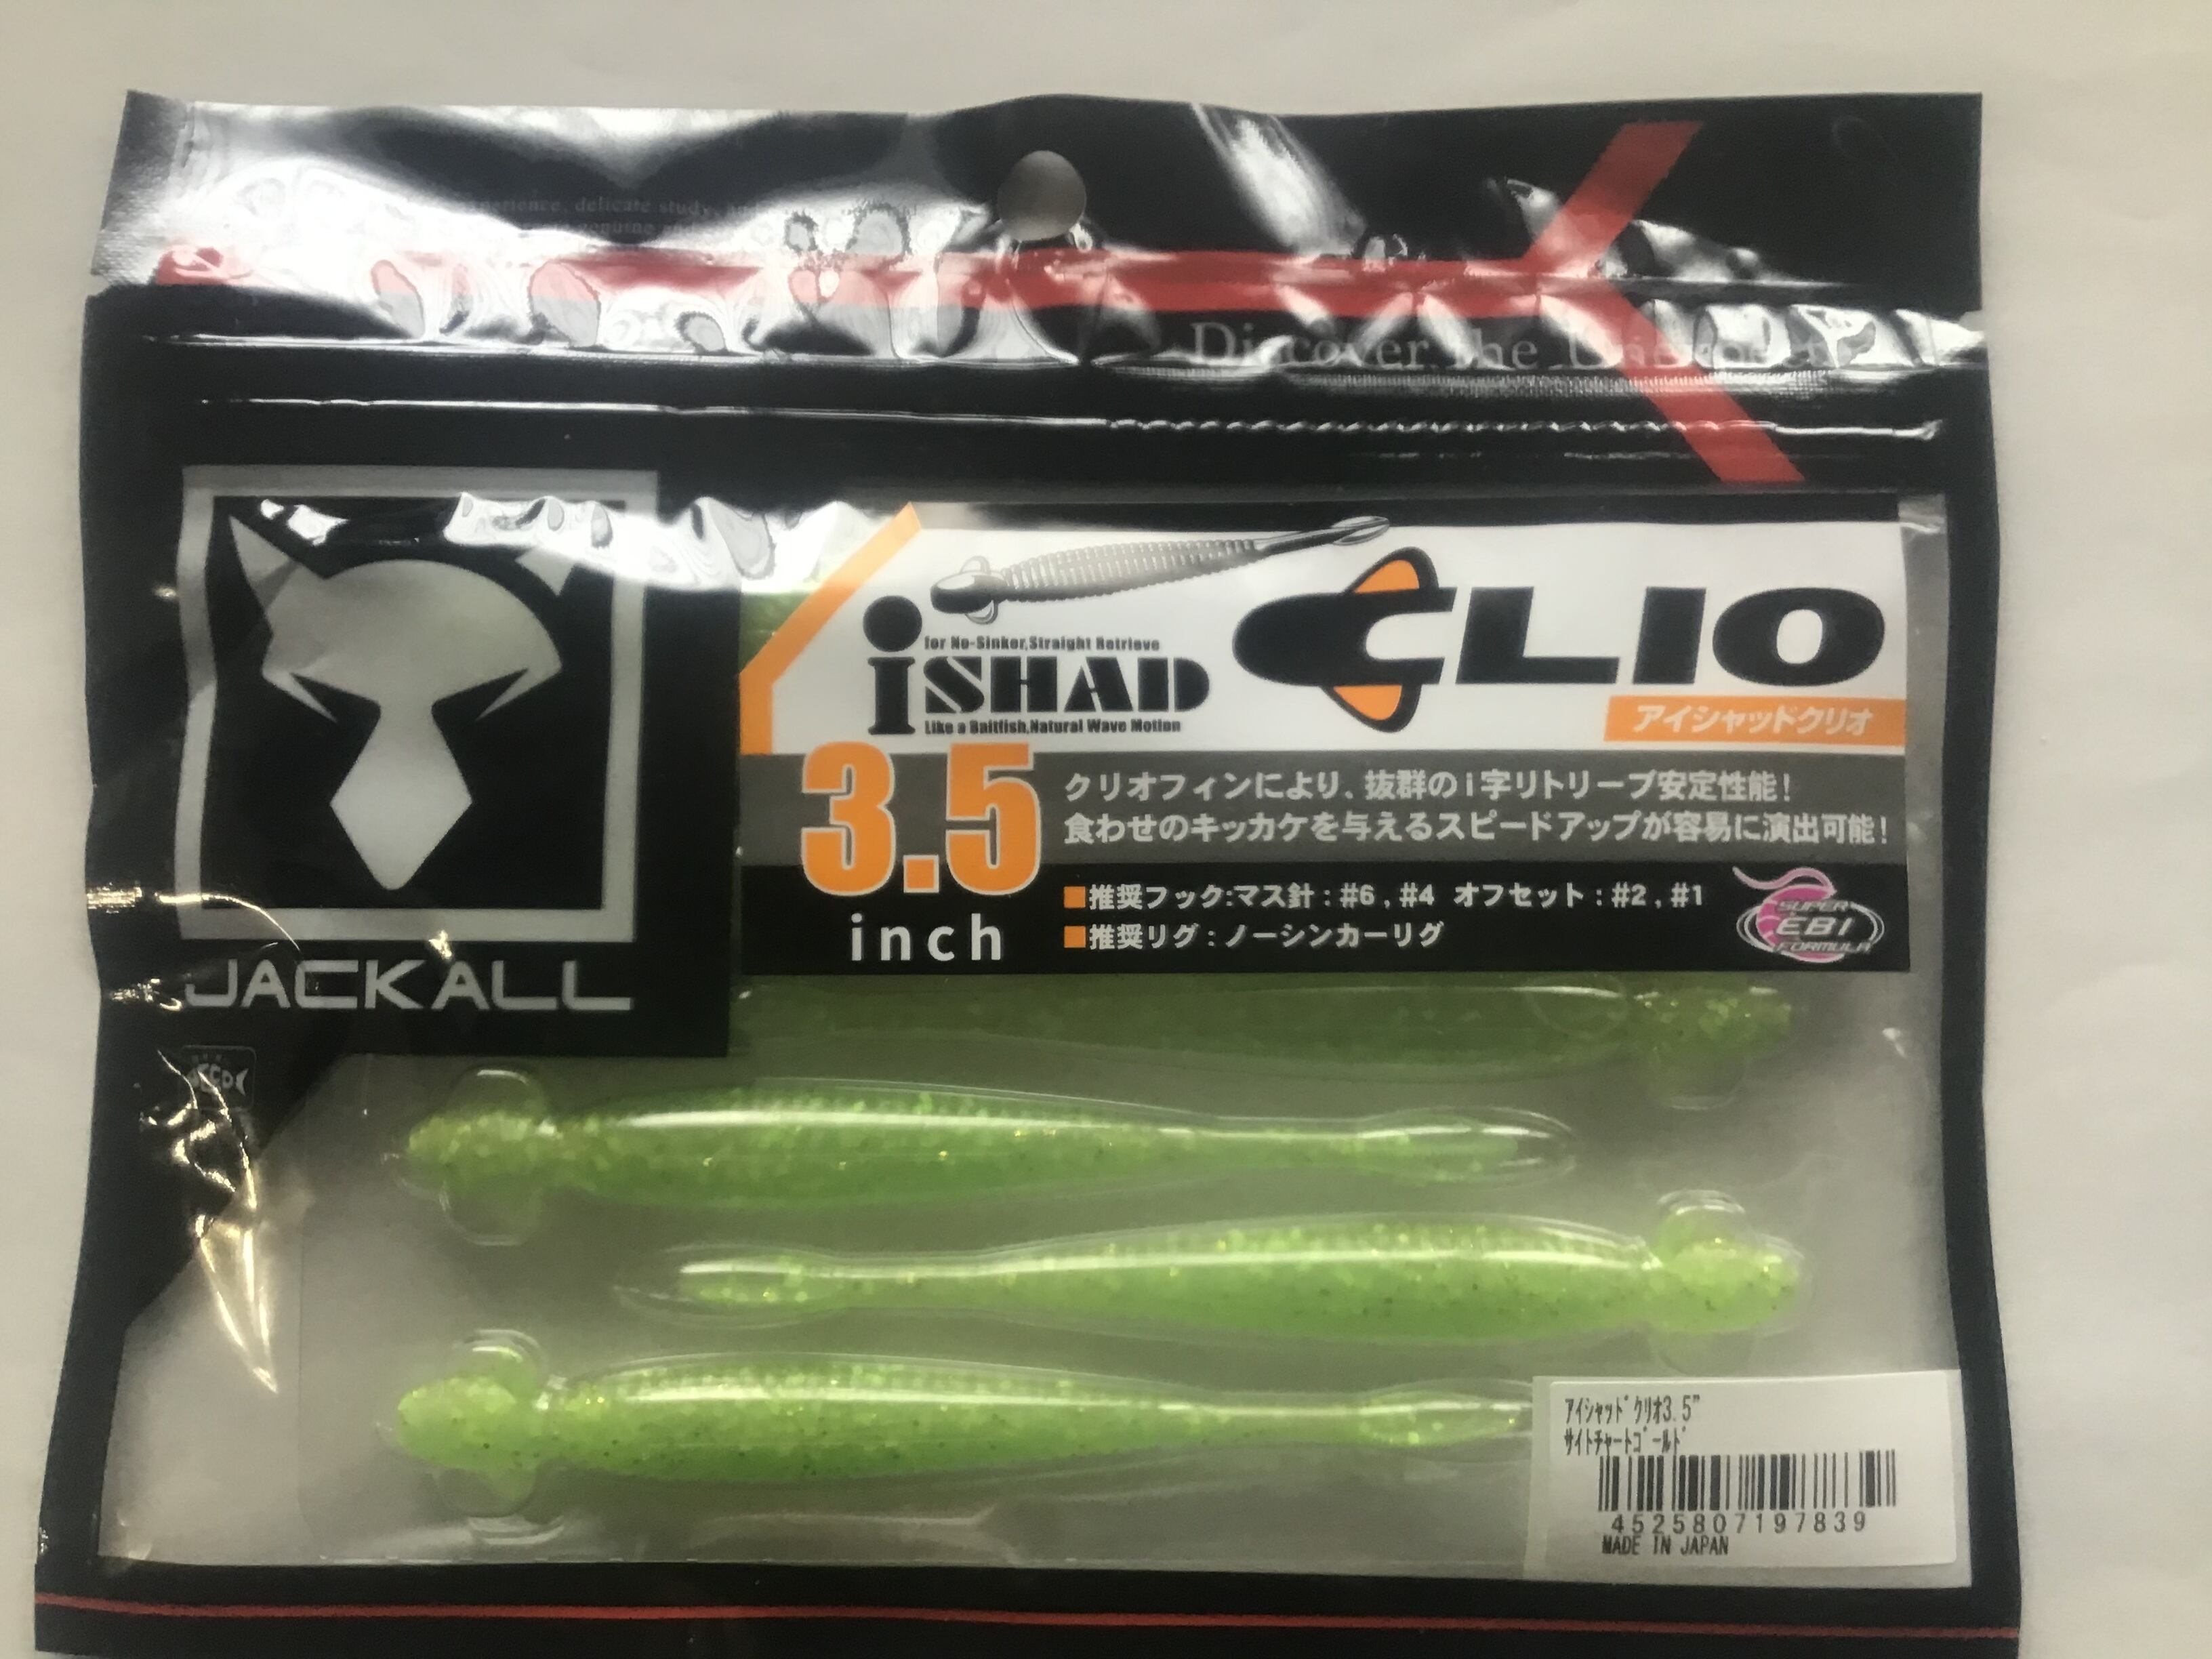 experience, delicate study,
genuine
Discover the
JACKALL
for No-Sinker,Straight Retrieve
iSHAD
Like a Baitfish,Natural Wave Motion
CLIO
アイシャッドクリオ
3.5
inch
クリオフィンにより、抜群のi字リトリーブ安定性能!
食わせのキッカケを与えるスピードアップが容易に演出可能!
■推奨フック:マス針:#6,#4 オフセット:#2,#1
■推奨リグ:ノーシンカーリグ
SUPER
EBI
FORMULA
アイシャッドクリオ3.5"
サイトチャートゴールド
4525807197839
MADE IN JAPAN